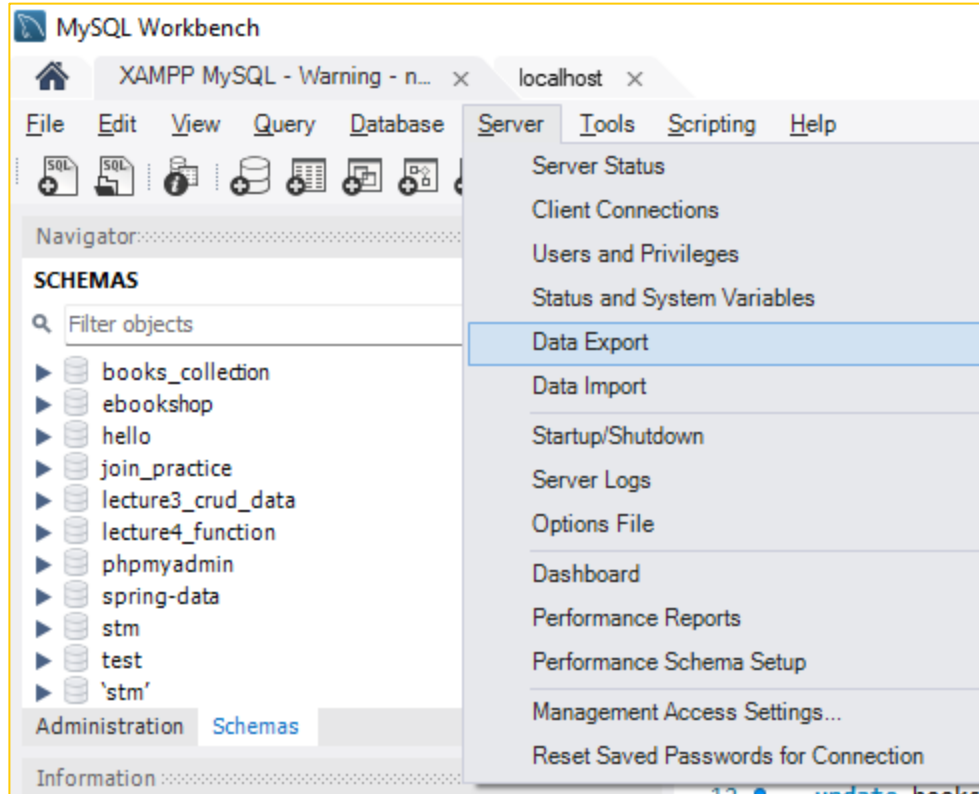 MySQL Workbench
XAMPP MySQL - Warning - n... × localhost ×
File Edit View Query Database Server Tools Scripting Help
SQL SQL
Navigator
SCHEMAS
Filter objects
books_collection
ebookshop
hello
join_practice
lecture3_crud_data
lecture4_function
phpmyadmin
spring-data
stm
test
`stm′
Administration Schemas
Information
Server Status
Client Connections
Users and Privileges
Status and System Variables
Data Export
Data Import
Startup/Shutdown
Server Logs
Options File
Dashboard
Performance Reports
Performance Schema Setup
Management Access Settings...
Reset Saved Passwords for Connection
update